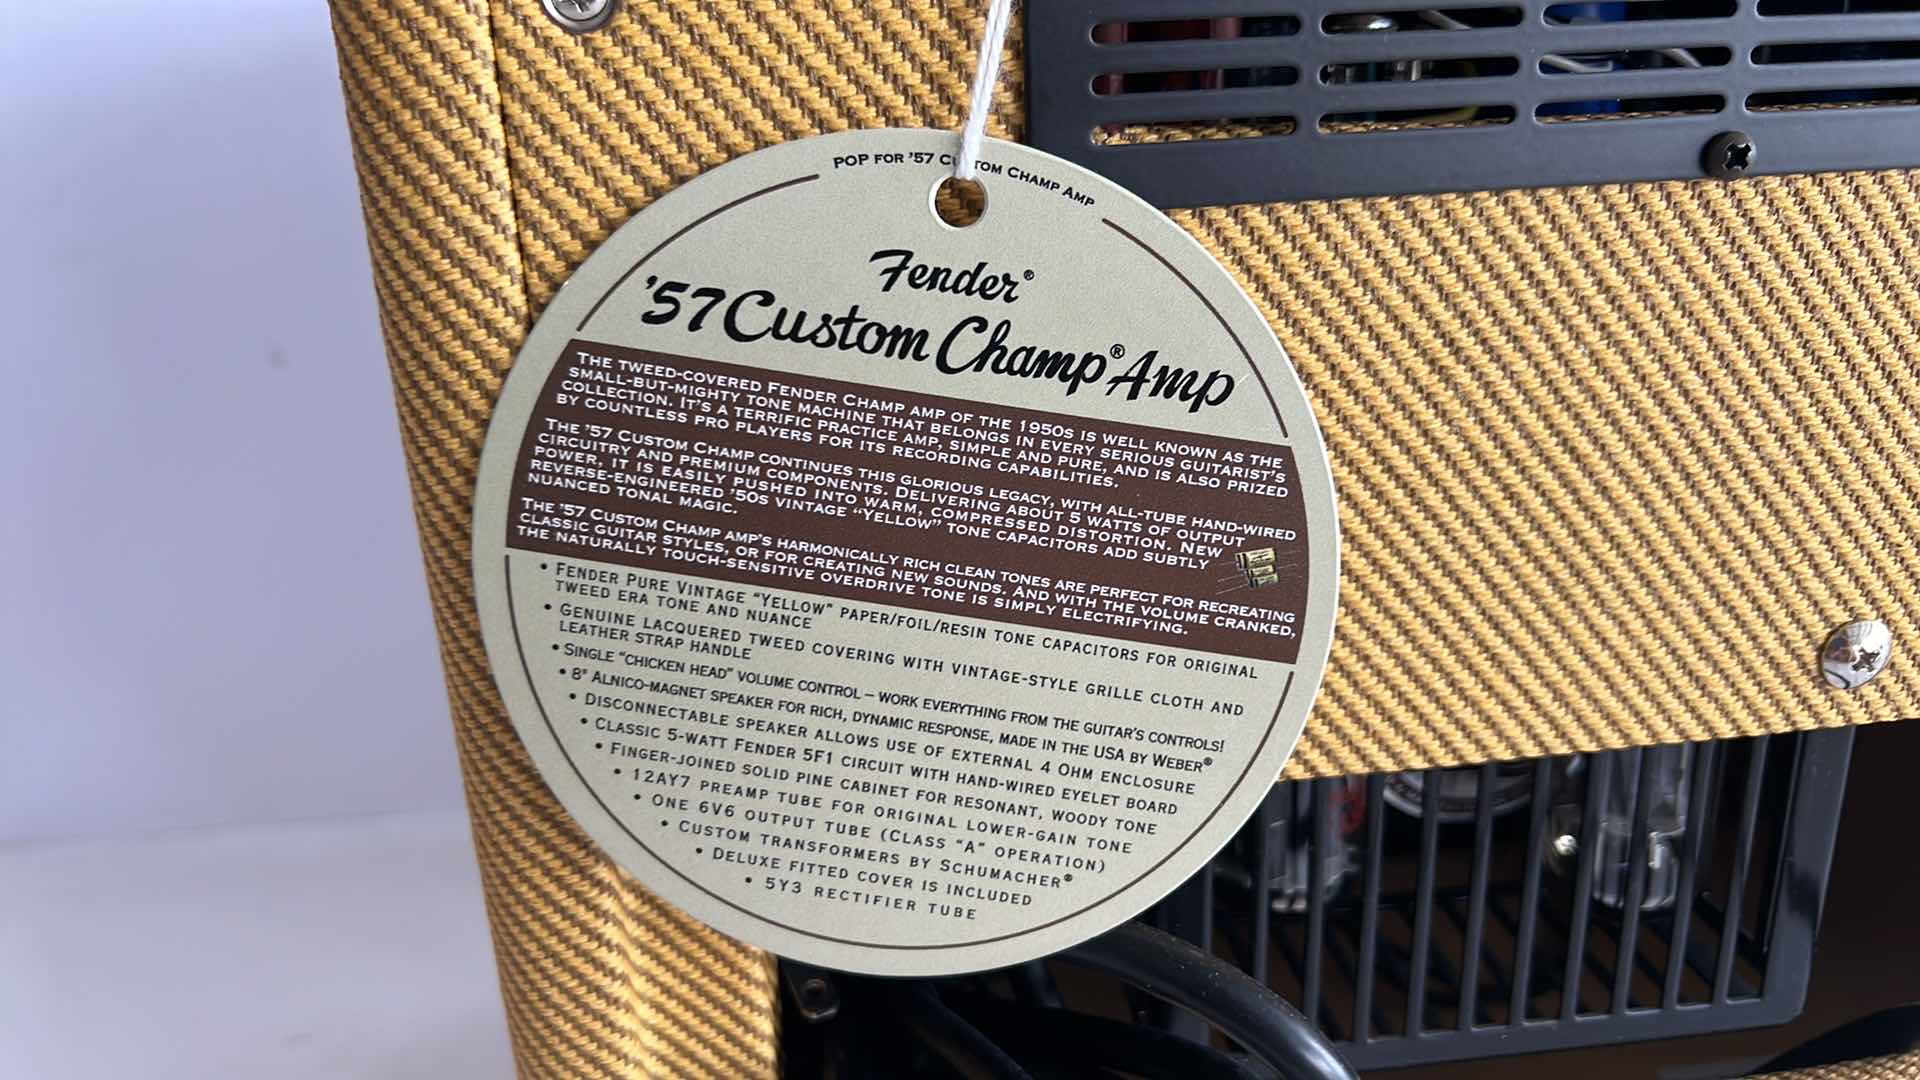 POP FOR '57 CUSTOM CHAMP AMP
Fender®
'57 Custom Champ® Amp
THE TWEED-COVERED FENDER CHAMP AMP OF THE 1950S IS WELL KNOWN AS THE
SMALL-BUT-MIGHTY TONE MACHINE THAT BELONGS IN EVERY SERIOUS GUITARIST'S
COLLECTION. IT'S A TERRIFIC PRACTICE AMP, SIMPLE AND PURE, AND IS ALSO PRIZED
BY COUNTLESS PRO PLAYERS FOR ITS RECORDING CAPABILITIES.
THE '57 CUSTOM CHAMP CONTINUES THIS GLORIOUS LEGACY, WITH ALL-TUBE HAND-WIRED
CIRCUITRY AND PREMIUM COMPONENTS. DELIVERING ABOUT 5 WATTS OF OUTPUT
POWER, IT IS EASILY PUSHED INTO WARM, COMPRESSED DISTORTION. NEW
REVERSE-ENGINEERED '50S VINTAGE "YELLOW" TONE CAPACITORS ADD SUBTLY
NUANCED TONAL MAGIC.
THE '57 CUSTOM CHAMP AMP'S HARMONICALLY RICH CLEAN TONES ARE PERFECT FOR RECREATING
CLASSIC GUITAR STYLES, OR FOR CREATING NEW SOUNDS. AND WITH THE VOLUME CRANKED,
THE NATURALLY TOUCH-SENSITIVE OVERDRIVE TONE IS SIMPLY ELECTRIFYING.
• FENDER PURE VINTAGE "YELLOW" PAPER/FOIL/RESIN TONE CAPACITORS FOR ORIGINAL
TWEED ERA TONE AND NUANCE
• GENUINE LACQUERED TWEED COVERING WITH VINTAGE-STYLE GRILLE CLOTH AND
LEATHER STRAP HANDLE
• SINGLE "CHICKEN HEAD" VOLUME CONTROL – WORK EVERYTHING FROM THE GUITAR'S CONTROLS!
• 8" ALNICO-MAGNET SPEAKER FOR RICH, DYNAMIC RESPONSE, MADE IN THE USA BY WEBER®
• DISCONNECTABLE SPEAKER ALLOWS USE OF EXTERNAL 4 OHM ENCLOSURE
• CLASSIC 5-WATT FENDER 5F1 CIRCUIT WITH HAND-WIRED EYELET BOARD
• FINGER-JOINED SOLID PINE CABINET FOR RESONANT, WOODY TONE
• 12AY7 PREAMP TUBE FOR ORIGINAL LOWER-GAIN TONE
• ONE 6V6 OUTPUT TUBE (CLASS "A" OPERATION)
• CUSTOM TRANSFORMERS BY SCHUMACHER®
• DELUXE FITTED COVER IS INCLUDED
• 5Y3 RECTIFIER TUBE